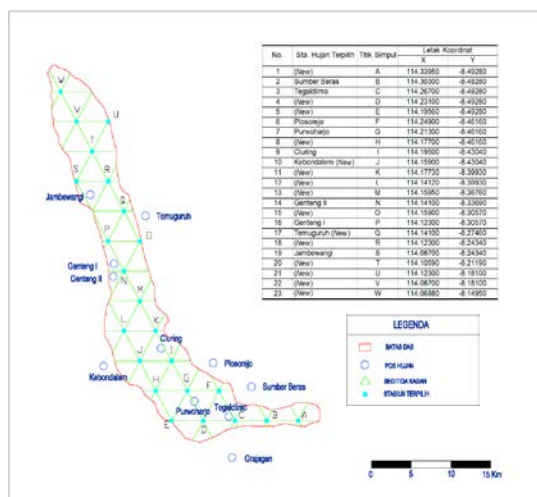 No.
Sta. Hujan Terpilih
Titik Simpul
Letak Koordinat
X
Y
1 (New) A 114.33950 -8.49280
2 Sumber Beras B 114.30300 -8.49280
3 Tegaldlimo C 114.26700 -8.49280
4 (New) D 114.23100 -8.49280
5 (New) E 114.19560 -8.49280
6 Plosorejo F 114.24900 -8.46160
7 Purwoharjo G 114.21300 -8.46160
8 (New) H 114.17700 -8.46160
9 Cluring I 114.19500 -8.43040
10 Kebondalem (New) J 114.15900 -8.43040
11 (New) K 114.17730 -8.39930
12 (New) L 114.14120 -8.39930
13 (New) M 114.15950 -8.36760
14 Genteng II N 114.14100 -8.33690
15 (New) O 114.15900 -8.30570
16 Genteng I P 114.12300 -8.30570
17 Temuguruh (New) Q 114.14100 -8.27460
18 (New) R 114.12300 -8.24340
19 Jambewangi S 114.08700 -8.24340
20 (New) T 114.10590 -8.21190
21 (New) U 114.12300 -8.18100
22 (New) V 114.08700 -8.18100
23 (New) W 114.06880 -8.14950
W
V
U
T
S
R
Jambewangi
Q
Temuguruh
P
O
Genteng I
Genteng II
N
M
L
K
Cluring
J
I
Plosorejo
Kebondalem
H
G
F
Sumber Beras
Purwoharjo
Tegaldlimo
E
D
C
B
A
Grajagan
LEGENDA
BATAS DAS
POS HUJAN
SEGITIGA KAGAN
STASIUN TERPILIH
0
5
10
15 Km